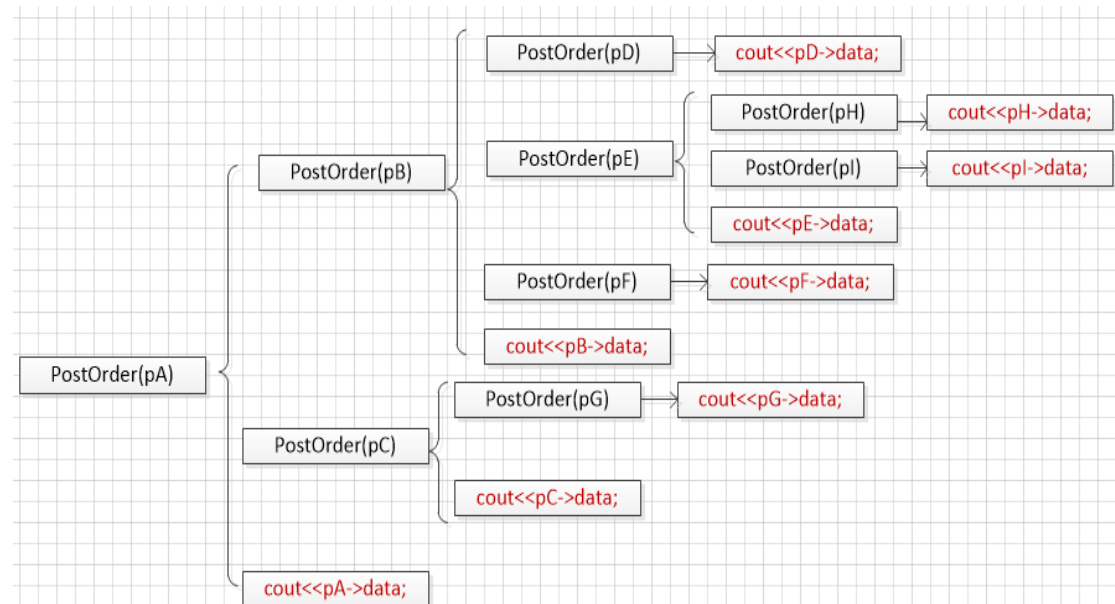 PostOrder(pD)
cout<<pD->data;
PostOrder(pH)
cout<<pH->data;
PostOrder(pE)
PostOrder(pI)
cout<<pI->data;
PostOrder(pB)
cout<<pE->data;
PostOrder(pF)
cout<<pF->data;
cout<<pB->data;
PostOrder(pA)
PostOrder(pG)
cout<<pG->data;
PostOrder(pC)
cout<<pC->data;
cout<<pA->data;